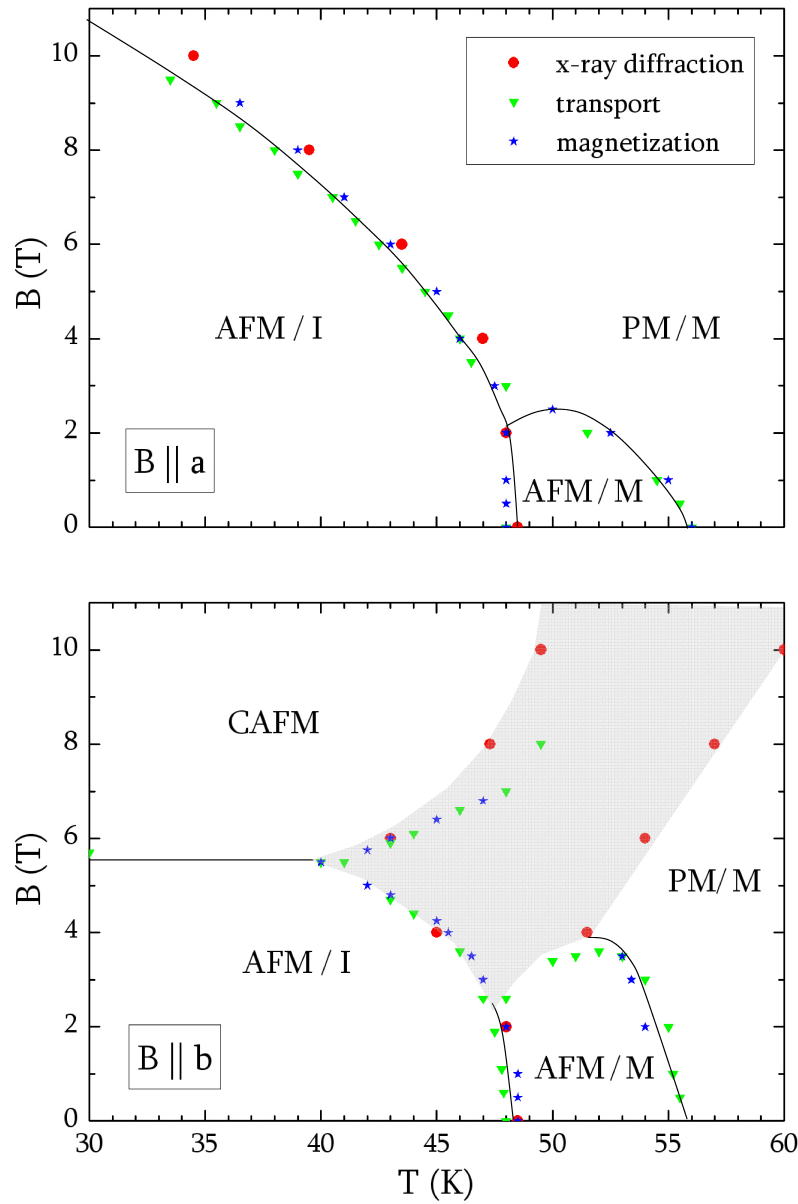 10
8
6
4
2
0
B (T)
x-ray diffraction
transport
magnetization
AFM / I
PM / M
AFM / M
B || a
10
8
6
4
2
0
B (T)
CAFM
PM/ M
AFM / I
AFM / M
B || b
30
35
40
45
50
55
60
T (K)